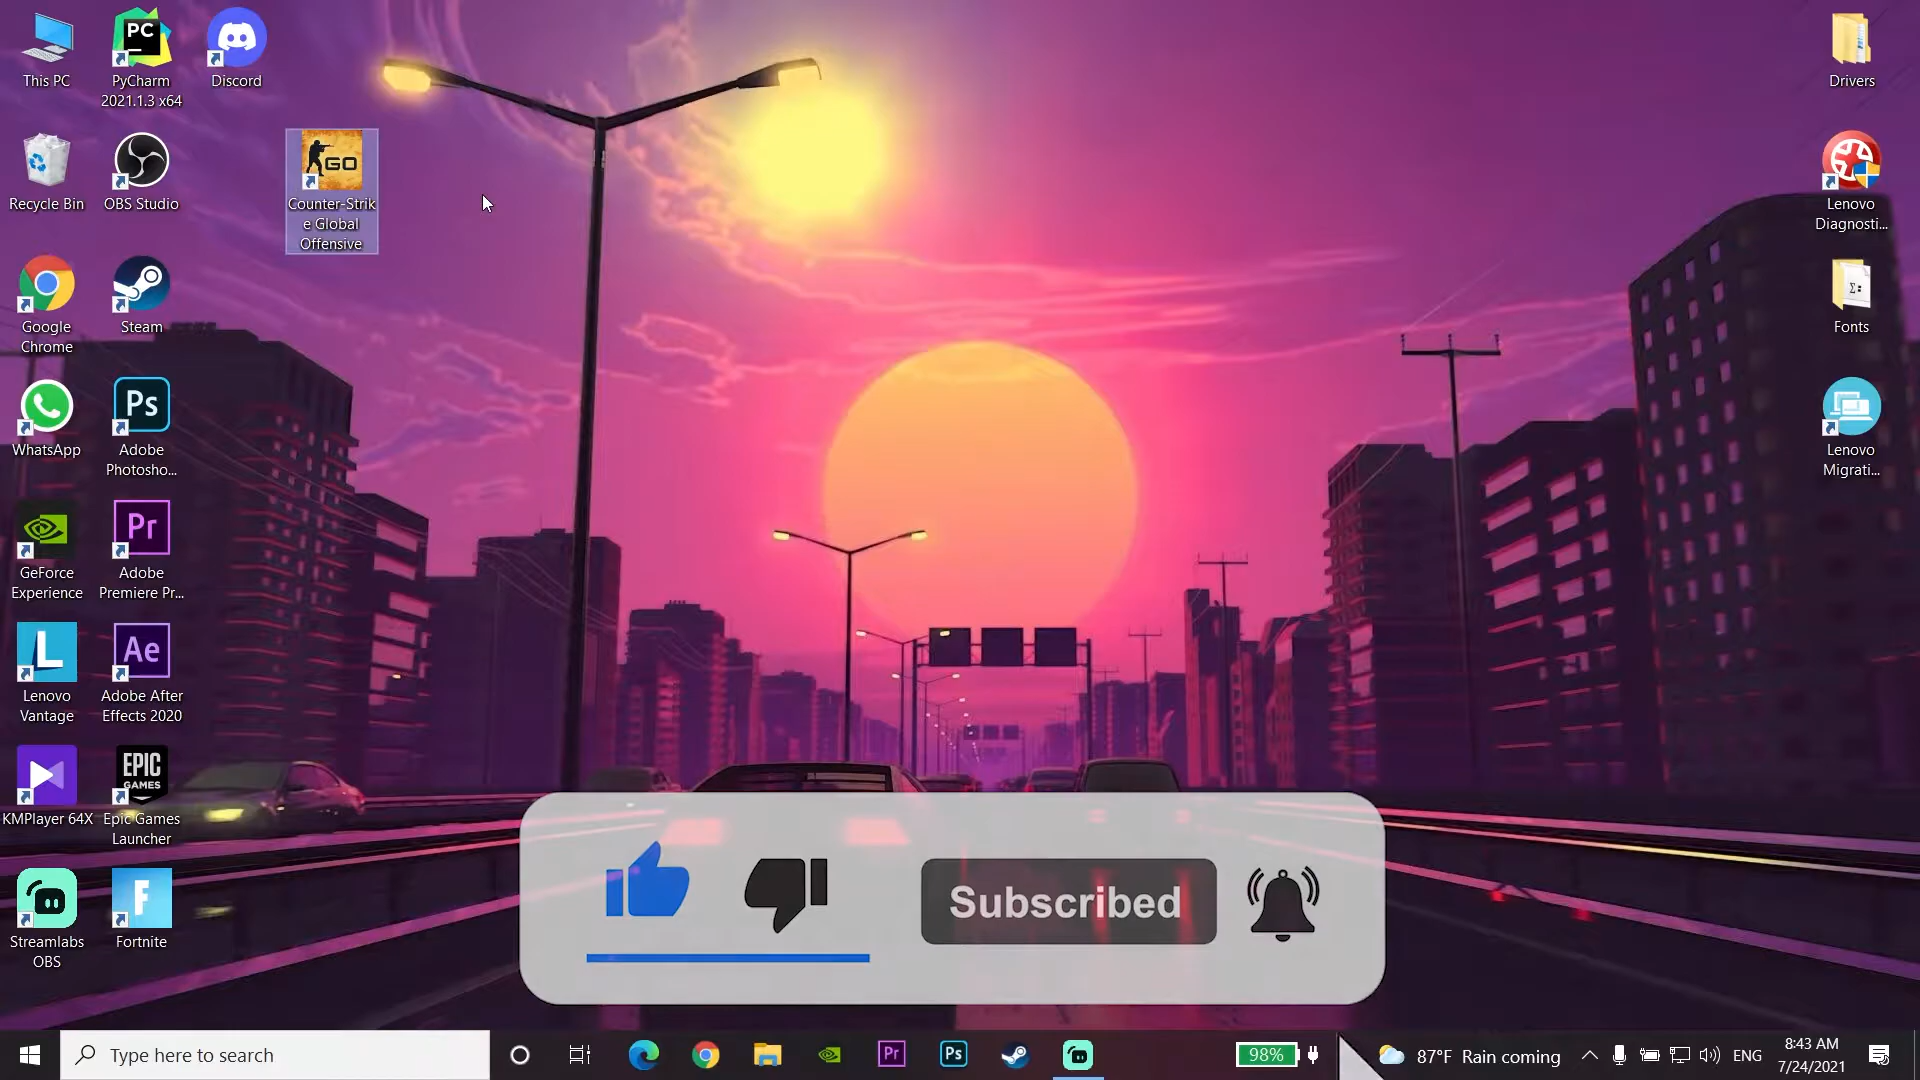 This PC
PC
PyCharm
2021.1.3 x64
Discord
Recycle Bin
OBS Studio
GO
Counter-Strik
e Global
Offensive
Google
Chrome
Steam
WhatsApp
Ps
Adobe
Photosho...
GeForce
Experience
Pr
Adobe
Premiere Pr...
L
Lenovo
Vantage
Ae
Adobe After
Effects 2020
KMPlayer 64X
EPIC
GAMES
Epic Games
Launcher
Streamlabs
OBS
F
Fortnite
Drivers
Lenovo
Diagnosti...
Fonts
Lenovo
Migrati...
Subscribed
Type here to search
Pr
Ps
98%
87°F Rain coming
ENG
8:43 AM
7/24/2021